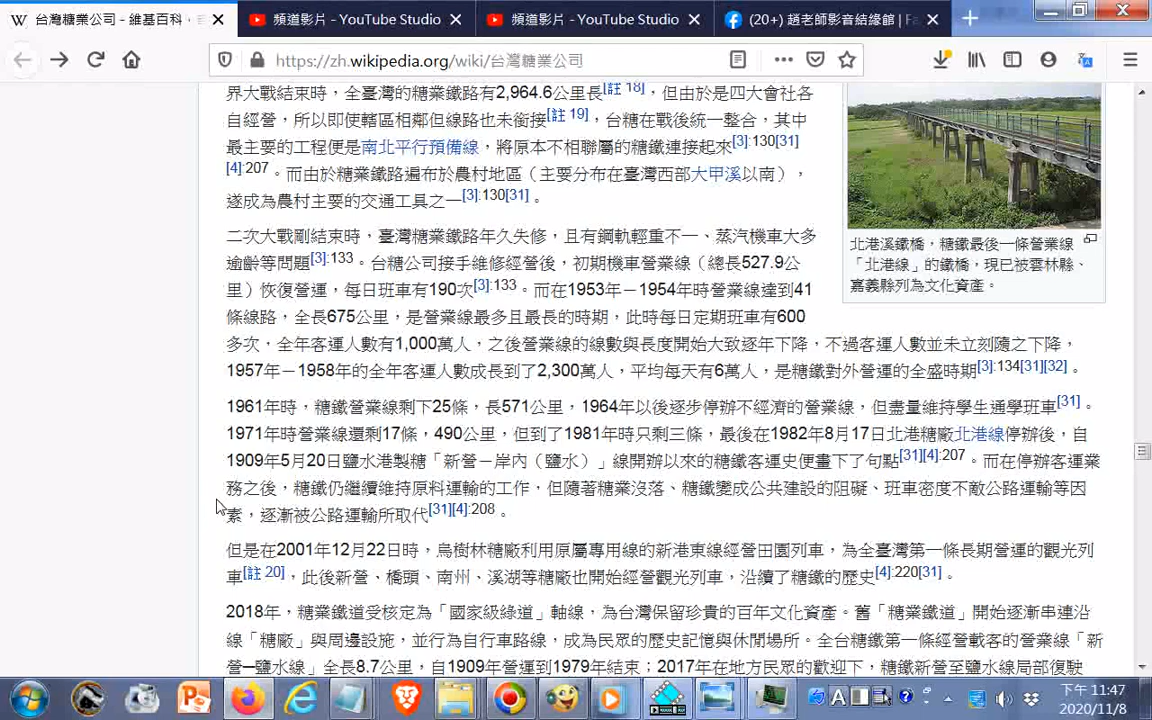 台灣糖業公司 - 維基百科，
頻道影片 - YouTube Studio
頻道影片 - YouTube Studio
(20+) 趙老師影音結緣館 | Fa
https://zh.wikipedia.org/wiki/台灣糖業公司
界大戰結束時，全臺灣的糖業鐵路有2,964.6公里長[註 18]，但由於是四大會社各
自經營，所以即使轄區相鄰但線路也未銜接[註 19]，台糖在戰後統一整合，其中
最主要的工程便是南北平行預備線，將原本不相聯屬的糖鐵連接起來[3]:130[31]
[4]:207。而由於糖業鐵路遍布於農村地區（主要分布在臺灣西部大甲溪以南），
遂成為農村主要的交通工具之一[3]:130[31]。
二次大戰剛結束時，臺灣糖業鐵路年久失修，且有鋼軌輕重不一、蒸汽機車大多
逾齡等問題[3]:133。台糖公司接手維修經營後，初期機車營業線（總長527.9公
里）恢復營運，每日班車有190次[3]:133。而在1953年－1954年時營業線達到41
條線路，全長675公里，是營業線最多且最長的時期，此時每日定期班車有600
多次，全年客運人數有1,000萬人，之後營業線的線數與長度開始大致逐年下降，不過客運人數並未立刻隨之下降，
1957年－1958年的全年客運人數成長到了2,300萬人，平均每天有6萬人，是糖鐵對外營運的全盛時期[3]:134[31][32]。
北港溪鐵橋，糖鐵最後一條營業線
「北港線」的鐵橋，現已被雲林縣、
嘉義縣列為文化資產。
1961年時，糖鐵營業線剩下25條，長571公里，1964年以後逐步停辦不經濟的營業線，但盡量維持學生通學班車[31]。
1971年時營業線還剩17條，490公里，但到了1981年時只剩三條，最後在1982年8月17日北港糖廠北港線停辦後，自
1909年5月20日鹽水港製糖「新營－岸內（鹽水）」線開辦以來的糖鐵客運史便畫下了句點[31][4]:207。而在停辦客運業
務之後，糖鐵仍繼續維持原料運輸的工作，但隨著糖業沒落、糖鐵變成公共建設的阻礙、班車密度不敵公路運輸等因
素，逐漸被公路運輸所取代[31][4]:208。
但是在2001年12月22日時，烏樹林糖廠利用原屬專用線的新港東線經營田園列車，為全臺灣第一條長期營運的觀光列
車[註 20]，此後新營、橋頭、南州、溪湖等糖廠也開始經營觀光列車，沿續了糖鐵的歷史[4]:220[31]。
2018年，糖業鐵道受核定為「國家級綠道」軸線，為台灣保留珍貴的百年文化資產。舊「糖業鐵道」開始逐漸串連沿
線「糖廠」與周邊設施，並行為自行車路線，成為民眾的歷史記憶與休閒場所。全台糖鐵第一條經營載客的營業線「新
營─鹽水線」全長8.7公里，自1909年營運到1979年結束；2017年在地方民眾的歡迎下，糖鐵新營至鹽水線局部復駛
下午 11:47
2020/11/8